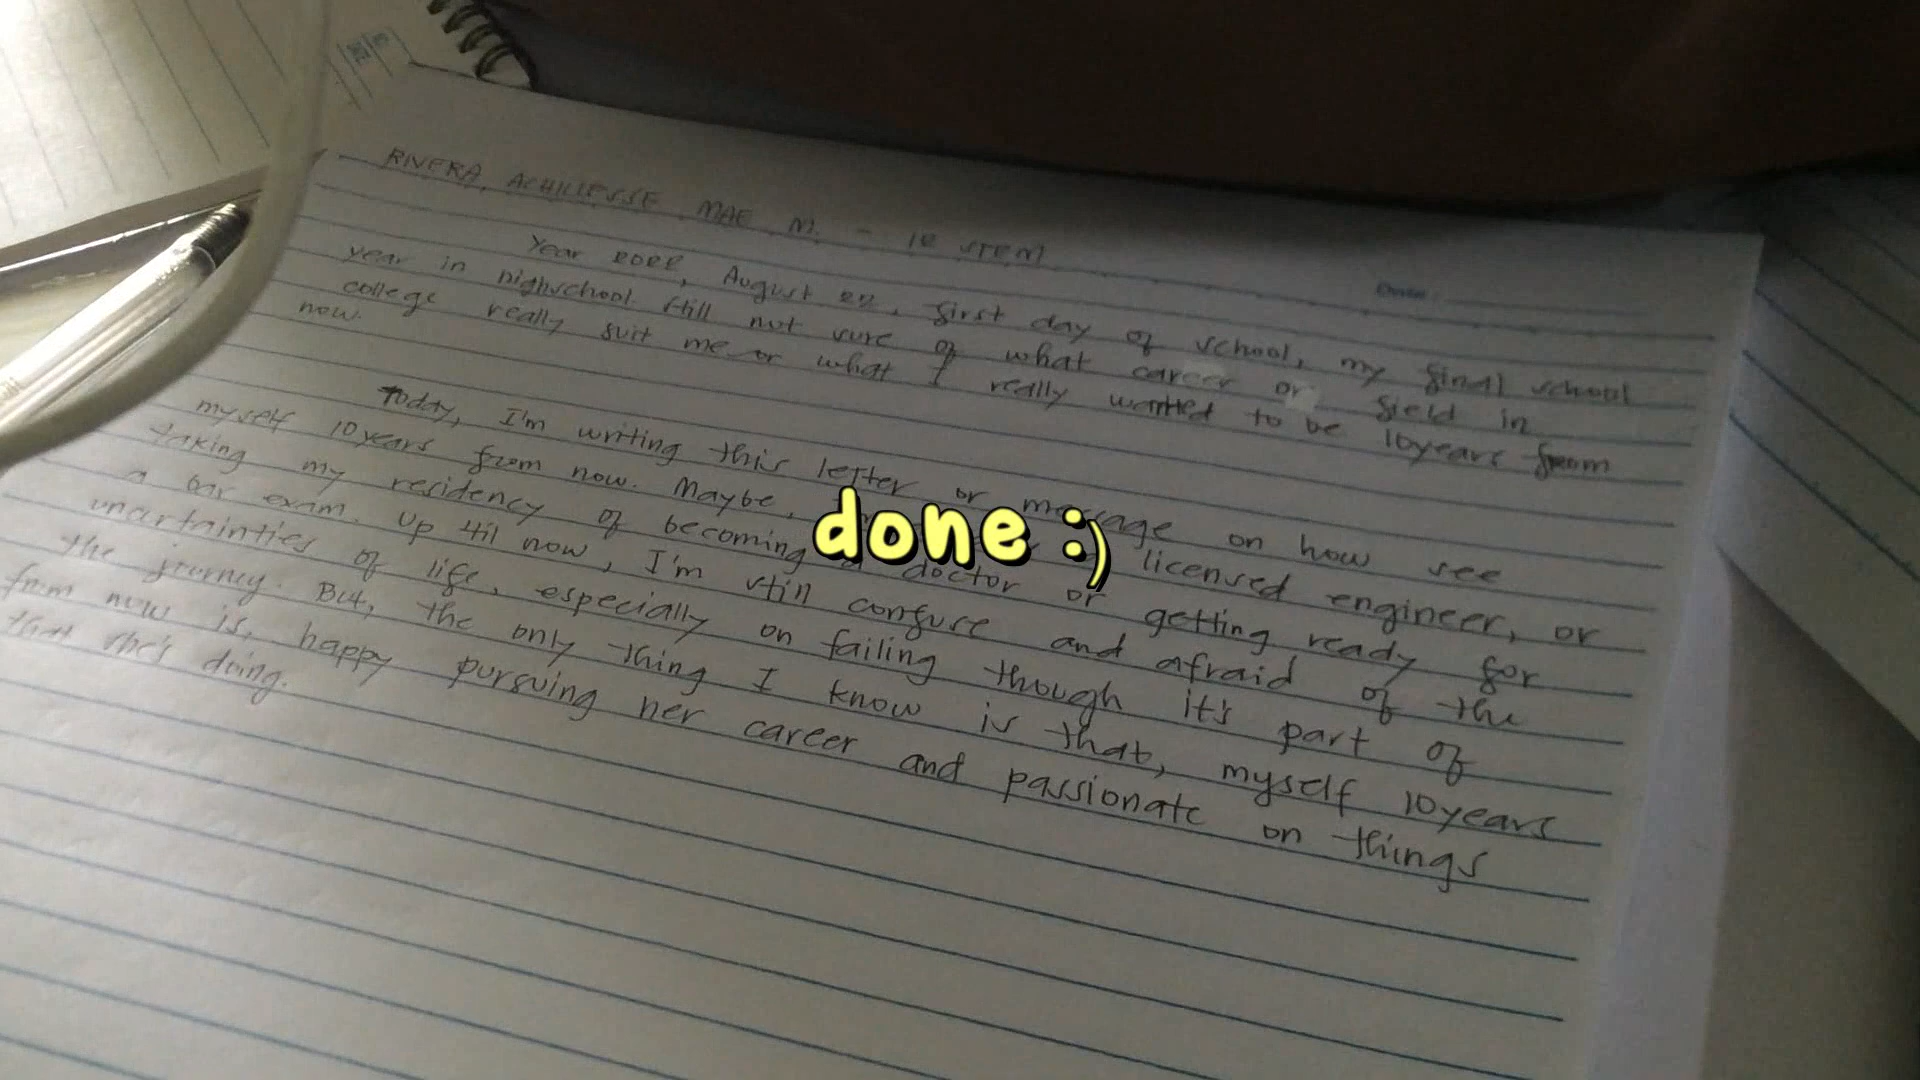 RIVERA, ACHILLESSE MAE M. - 12 STEM
Date:
Year 2022, August 22, first day of school, my final school
year in highschool still not sure of what career or field in
college really suit me or what I really wanted to be 10years from
now.
Today, I'm writing this letter or message on how see
myself 10years from now. Maybe, licensed engineer, or
taking my residency of becoming a doctor or getting ready for
a bar exam. Up til now, I'm still confuse and afraid of the
uncertainties of life, especially on failing though it's part of
the journey. But, the only thing I know is that, myself 10years
from now is, happy pursuing her career and passionate on things
that she's doing.
done :)